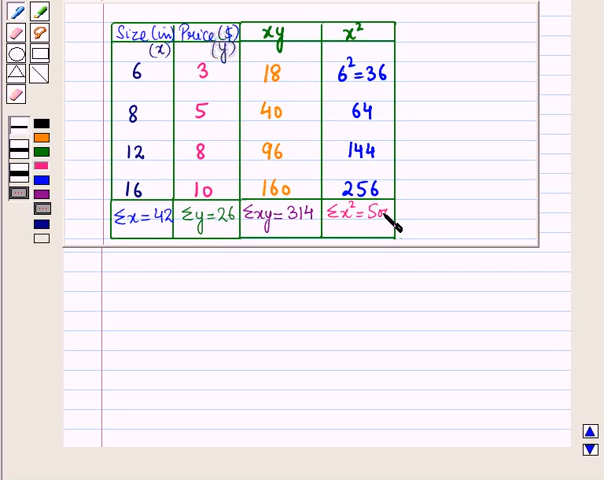 Size (in) Price ($) xy x²
(x) (y)
6 3 18 6² = 36
8 5 40 64
12 8 96 144
16 10 160 256
Σx = 42 Σy = 26 Σxy = 314 Σx² = 50